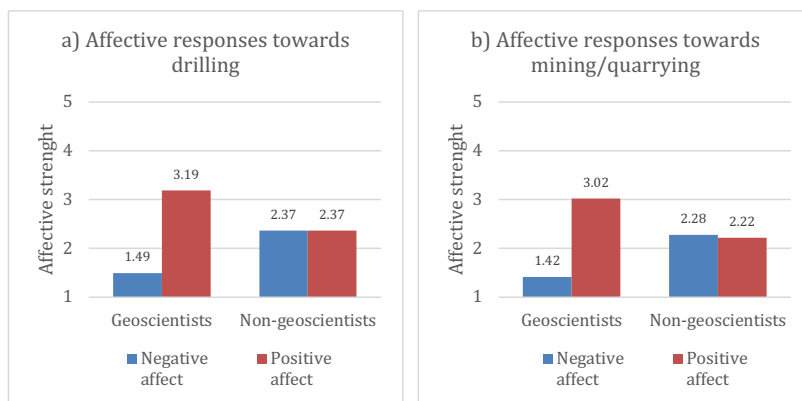 a) Affective responses towards
drilling
Affective strenght
5
4
3
2
1
1.49
3.19
2.37
2.37
Geoscientists
Non-geoscientists
Negative
affect
Positive
affect
b) Affective responses towards
mining/quarrying
Affective strenght
5
4
3
2
1
1.42
3.02
2.28
2.22
Geoscientists
Non-geoscientists
Negative
affect
Positive
affect